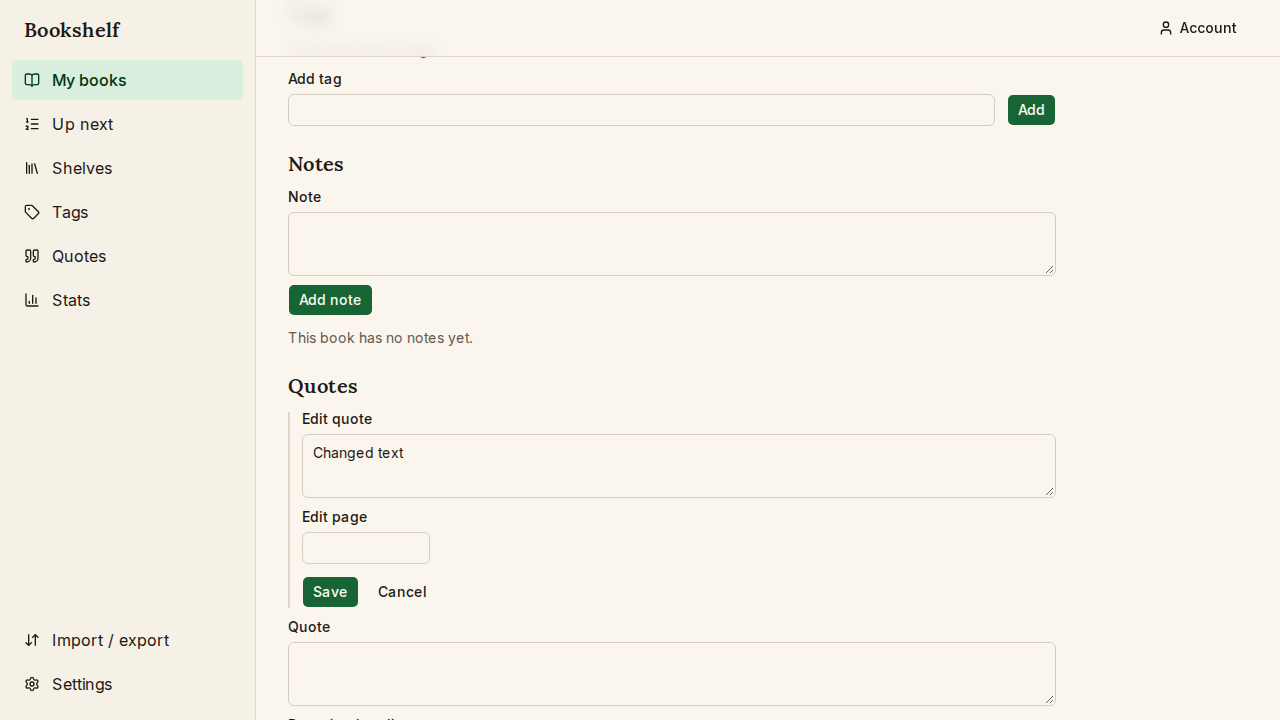 Bookshelf
My books
Up next
Shelves
Tags
Quotes
Stats
Import / export
Settings
Account
Add tag
Add
Notes
Note
Add note
This book has no notes yet.
Quotes
Edit quote
Changed text
Edit page
Save
Cancel
Quote